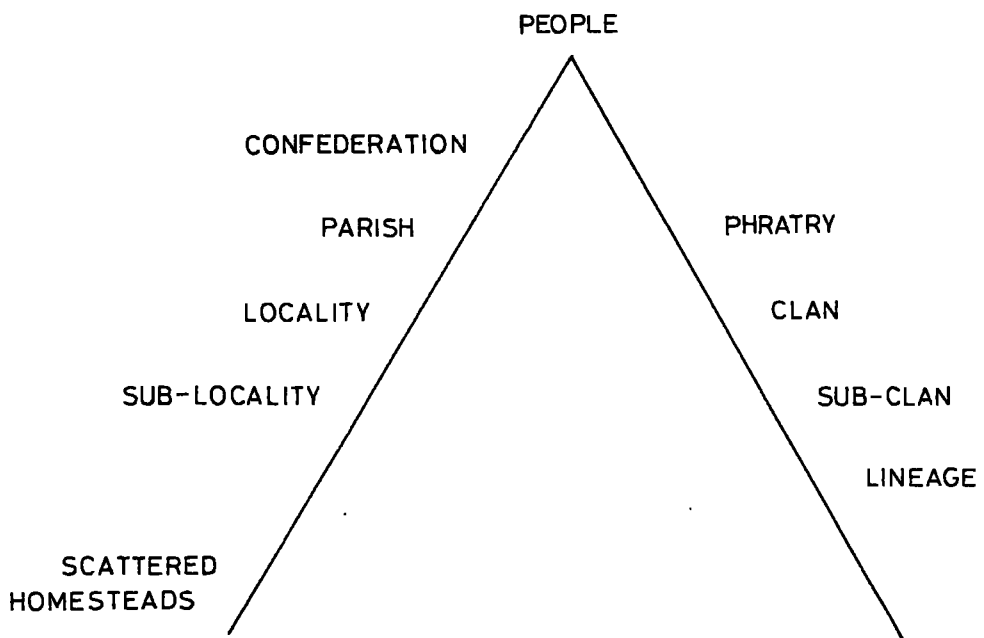 PEOPLE
CONFEDERATION
PARISH
PHRATRY
LOCALITY
CLAN
SUB-LOCALITY
SUB-CLAN
LINEAGE
SCATTERED
HOMESTEADS